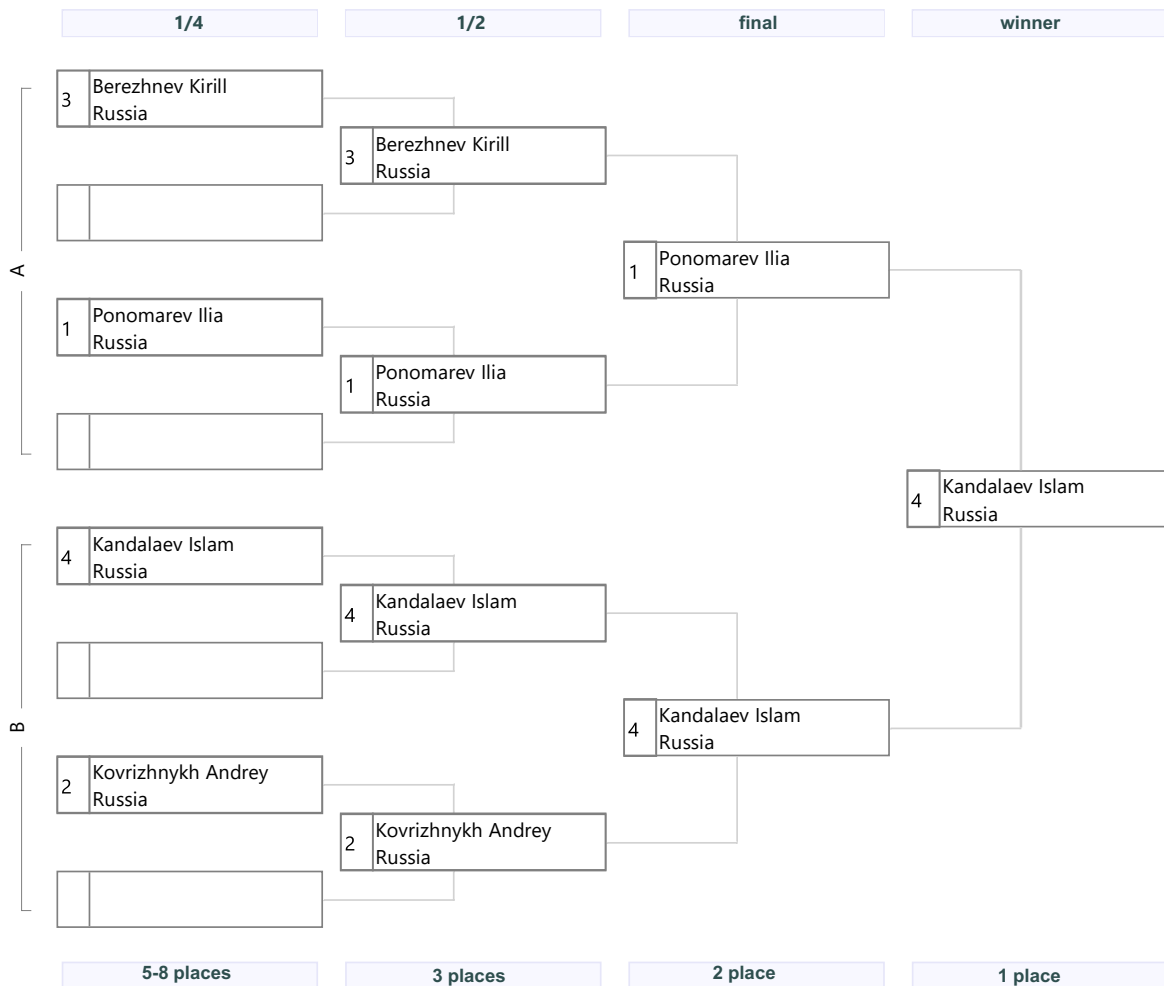 1/4
1/2
final
winner
A
3
Berezhnev Kirill
Russia
1
Ponomarev Ilia
Russia
B
4
Kandalaev Islam
Russia
2
Kovrizhnykh Andrey
Russia
3
Berezhnev Kirill
Russia
1
Ponomarev Ilia
Russia
4
Kandalaev Islam
Russia
2
Kovrizhnykh Andrey
Russia
1
Ponomarev Ilia
Russia
4
Kandalaev Islam
Russia
4
Kandalaev Islam
Russia
5-8 places
3 places
2 place
1 place